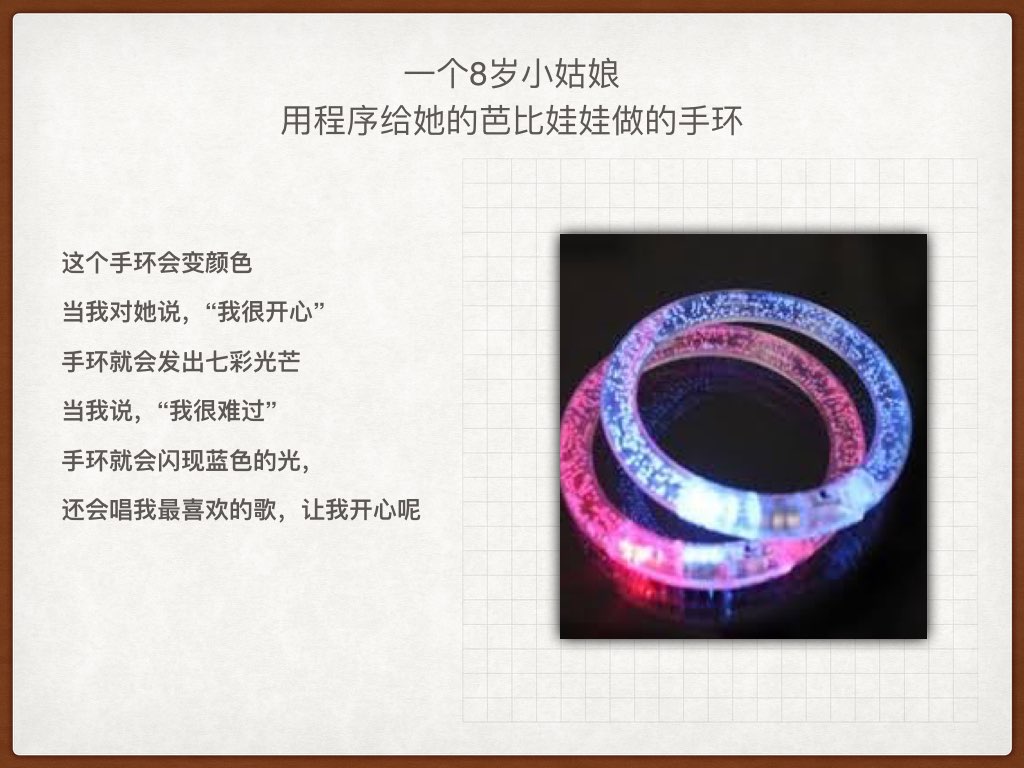 一个8岁小姑娘
用程序给她的芭比娃娃做的手环
这个手环会变颜色
当我对她说，“我很开心”
手环就会发出七彩光芒
当我说，“我很难过”
手环就会闪现蓝色的光，
还会唱我最喜欢的歌，让我开心呢